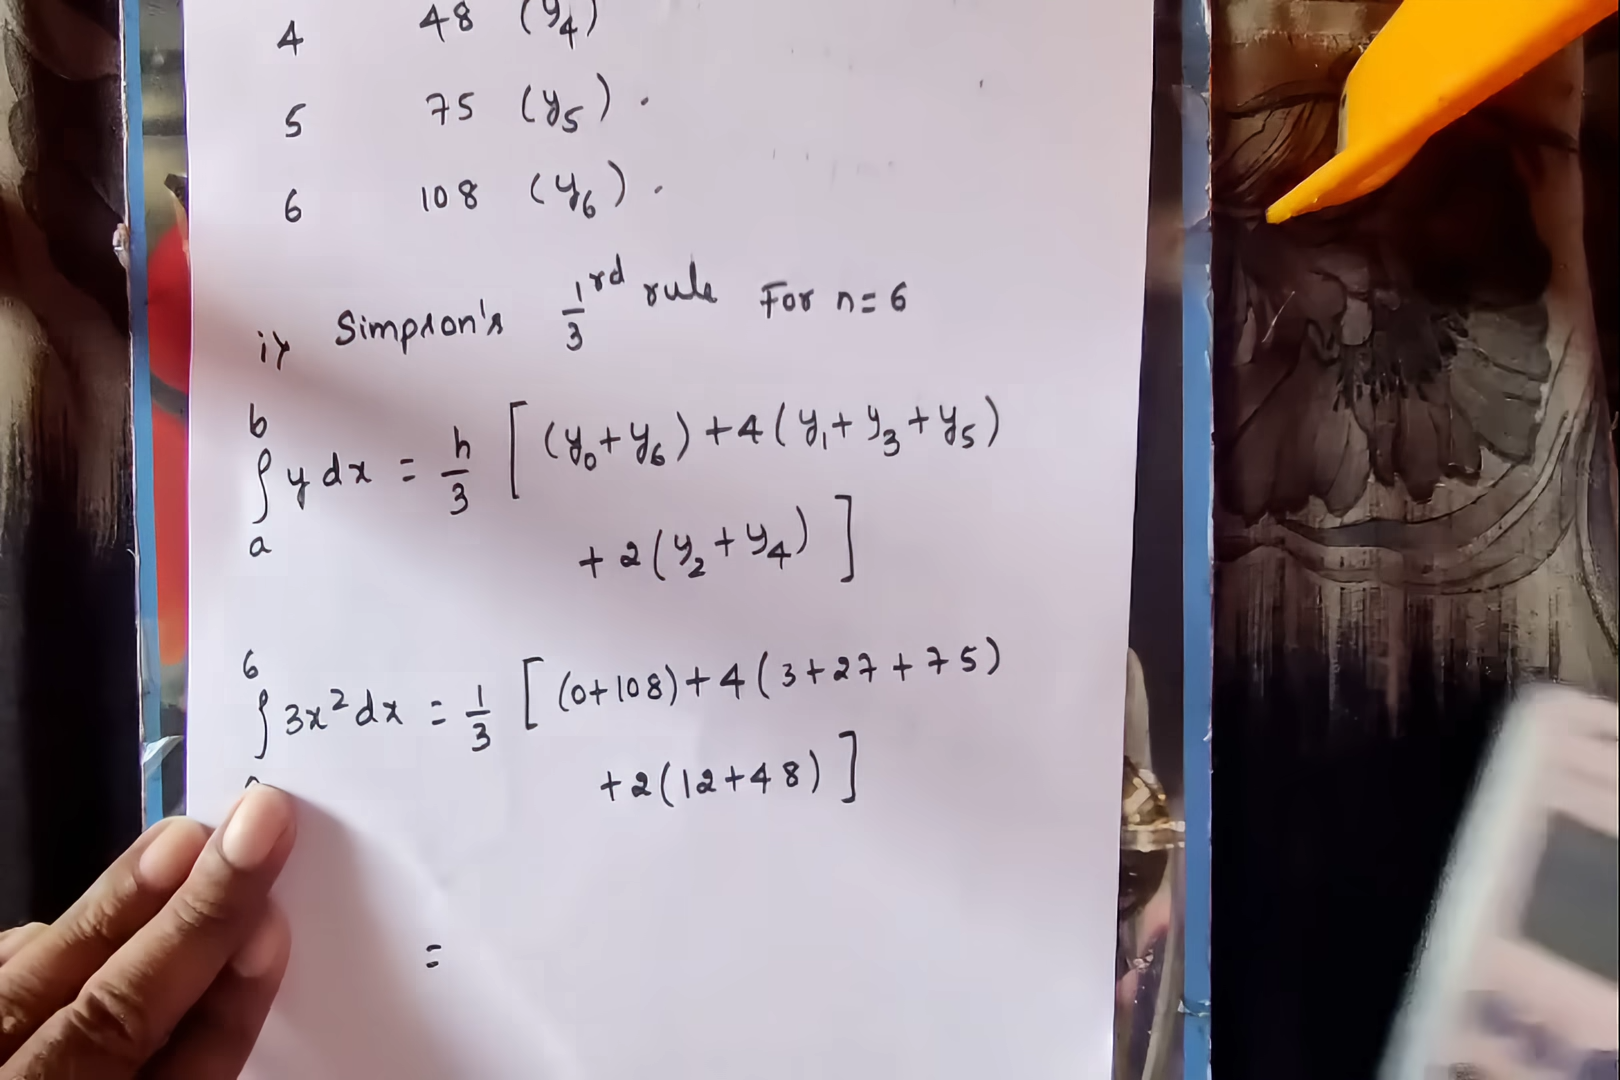 4 48 (y₄)
5 75 (y₅) .
6 108 (y₆) .
i) Simpson's 1/3 rd rule For n=6
∫ₐᵇ y dx = h/3 [ (y₀+y₆)+4(y₁+y₃+y₅)
+ 2(y₂+y₄) ]
∫⁶ 3x² dx = 1/3 [ (0+108)+4(3+27+75)
+2(12+48) ]
=